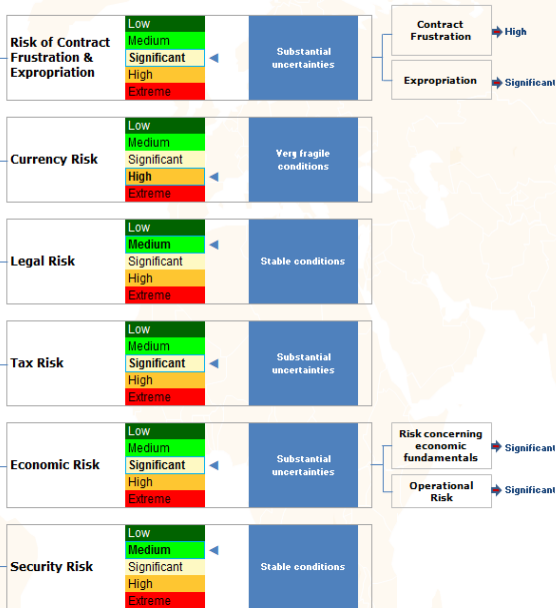 Risk of Contract
Frustration &
Expropriation
Low
Medium
Significant
High
Extreme
Substantial
uncertainties
Contract
Frustration
High
Expropriation
Significant
Currency Risk
Low
Medium
Significant
High
Extreme
Very fragile
conditions
Legal Risk
Low
Medium
Significant
High
Extreme
Stable conditions
Tax Risk
Low
Medium
Significant
High
Extreme
Substantial
uncertainties
Economic Risk
Low
Medium
Significant
High
Extreme
Substantial
uncertainties
Risk concerning
economic
fundamentals
Significant
Operational
Risk
Significant
Security Risk
Low
Medium
Significant
High
Extreme
Stable conditions